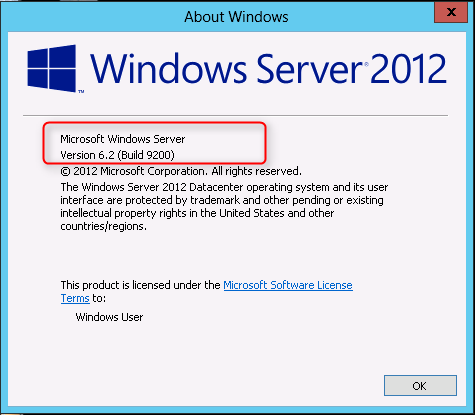 About Windows
x
Windows Server® 2012
Microsoft Windows Server
Version 6.2 (Build 9200)
© 2012 Microsoft Corporation. All rights reserved.
The Windows Server 2012 Datacenter operating system and its user
interface are protected by trademark and other pending or existing
intellectual property rights in the United States and other
countries/regions.
This product is licensed under the Microsoft Software License
Terms to:
Windows User
OK